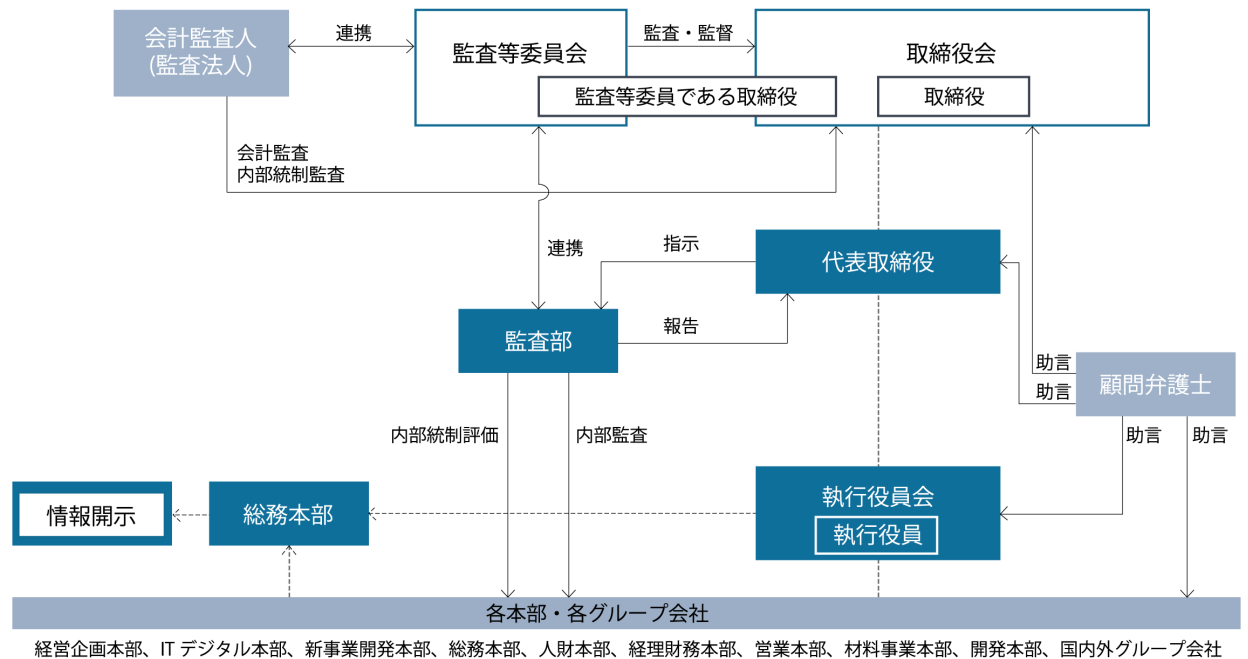 会計監査人
(監査法人)
連携
監査等委員会
監査・監督
取締役会
監査等委員である取締役
取締役
会計監査
内部統制監査
連携
指示
代表取締役
監査部
報告
助言
助言
顧問弁護士
内部統制評価
内部監査
助言
助言
情報開示
総務本部
執行役員会
執行役員
各本部・各グループ会社
経営企画本部、IT デジタル本部、新事業開発本部、総務本部、人財本部、経理財務本部、営業本部、材料事業本部、開発本部、国内外グループ会社